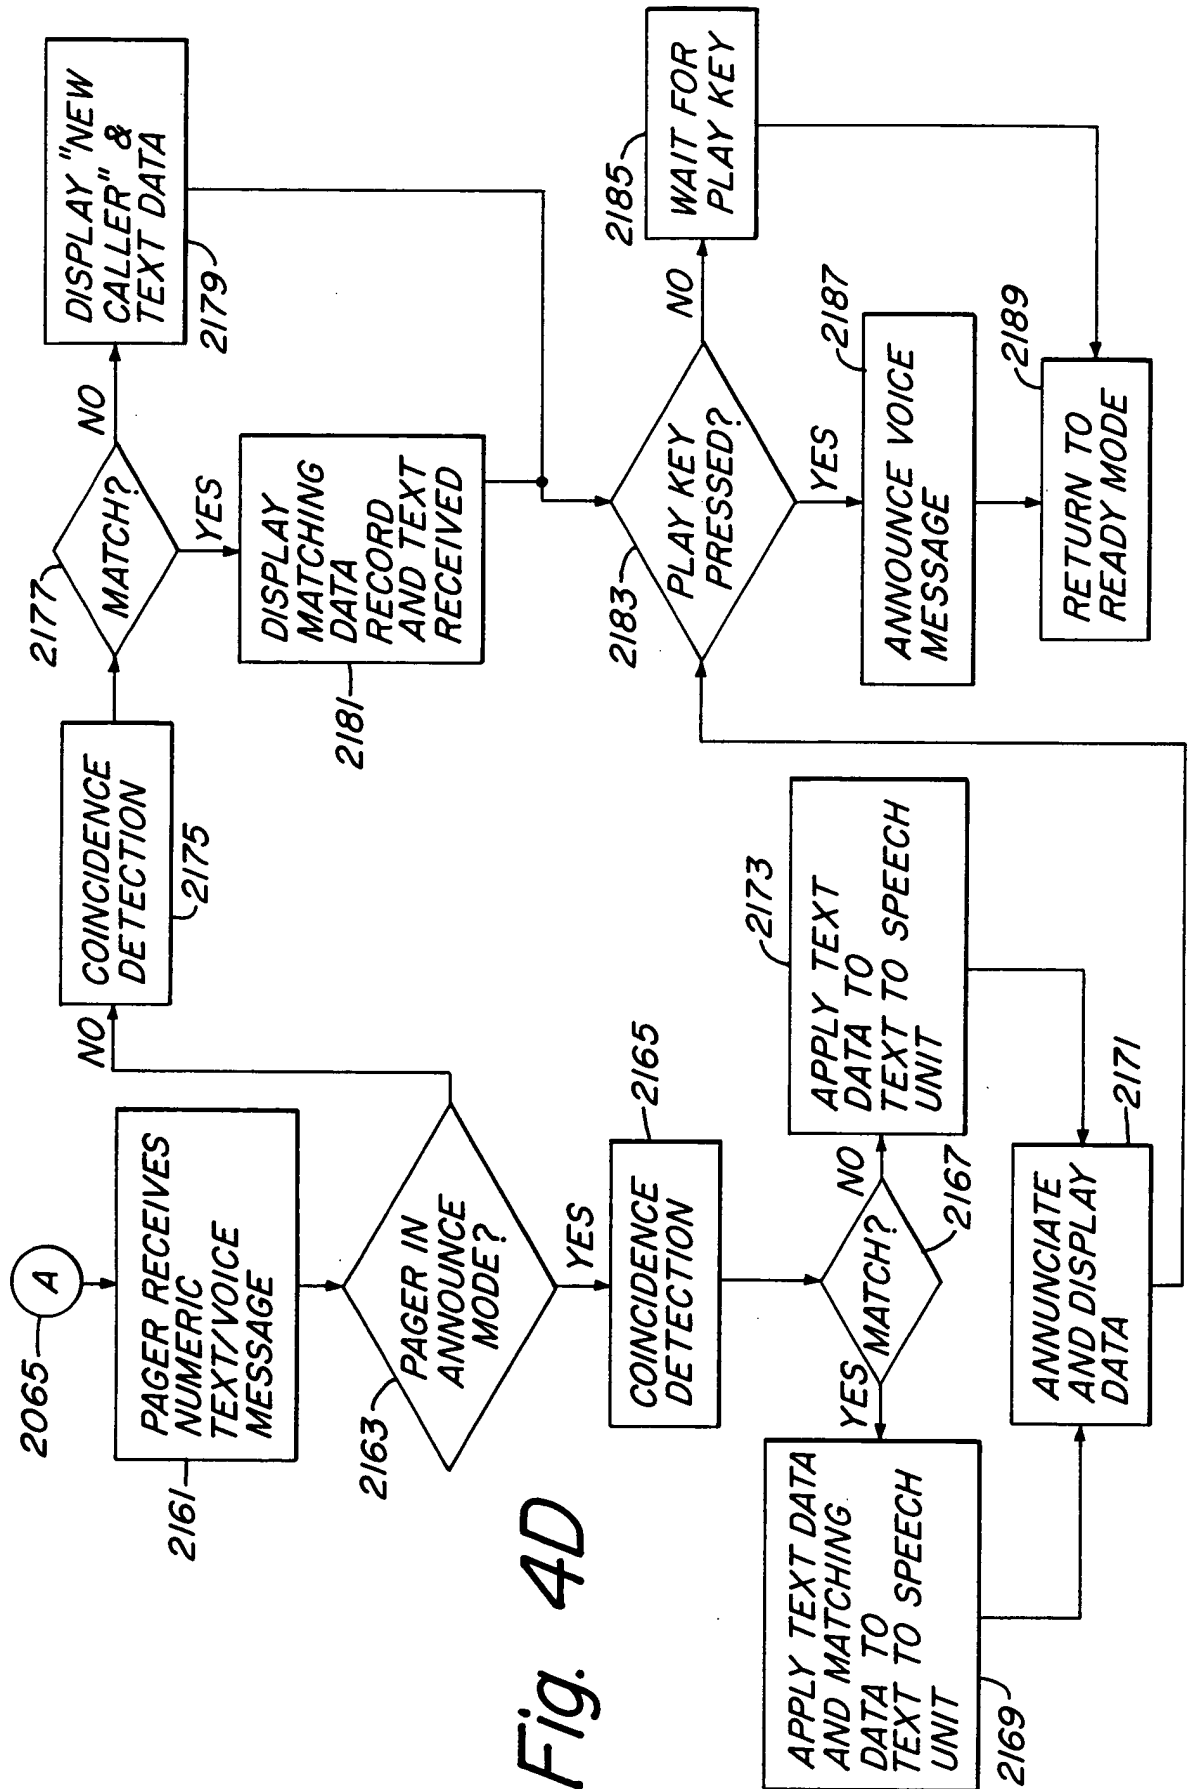 2065
A
2161
PAGER RECEIVES
NUMERIC
TEXT/VOICE
MESSAGE
2163
PAGER IN
ANNOUNCE
MODE?
NO
YES
COINCIDENCE
DETECTION
2165
MATCH?
2167
YES
NO
APPLY TEXT DATA
AND MATCHING
DATA TO
TEXT TO SPEECH
UNIT
2169
APPLY TEXT
DATA TO
TEXT TO SPEECH
UNIT
2173
ANNUNCIATE
AND DISPLAY
DATA
2171
COINCIDENCE
DETECTION
2175
2177
MATCH?
NO
YES
DISPLAY "NEW
CALLER" &
TEXT DATA
2179
DISPLAY
MATCHING
DATA
RECORD
AND TEXT
RECEIVED
2181
2183
PLAY KEY
PRESSED?
NO
YES
2185
WAIT FOR
PLAY KEY
2187
ANNOUNCE VOICE
MESSAGE
2189
RETURN TO
READY MODE
Fig. 4D